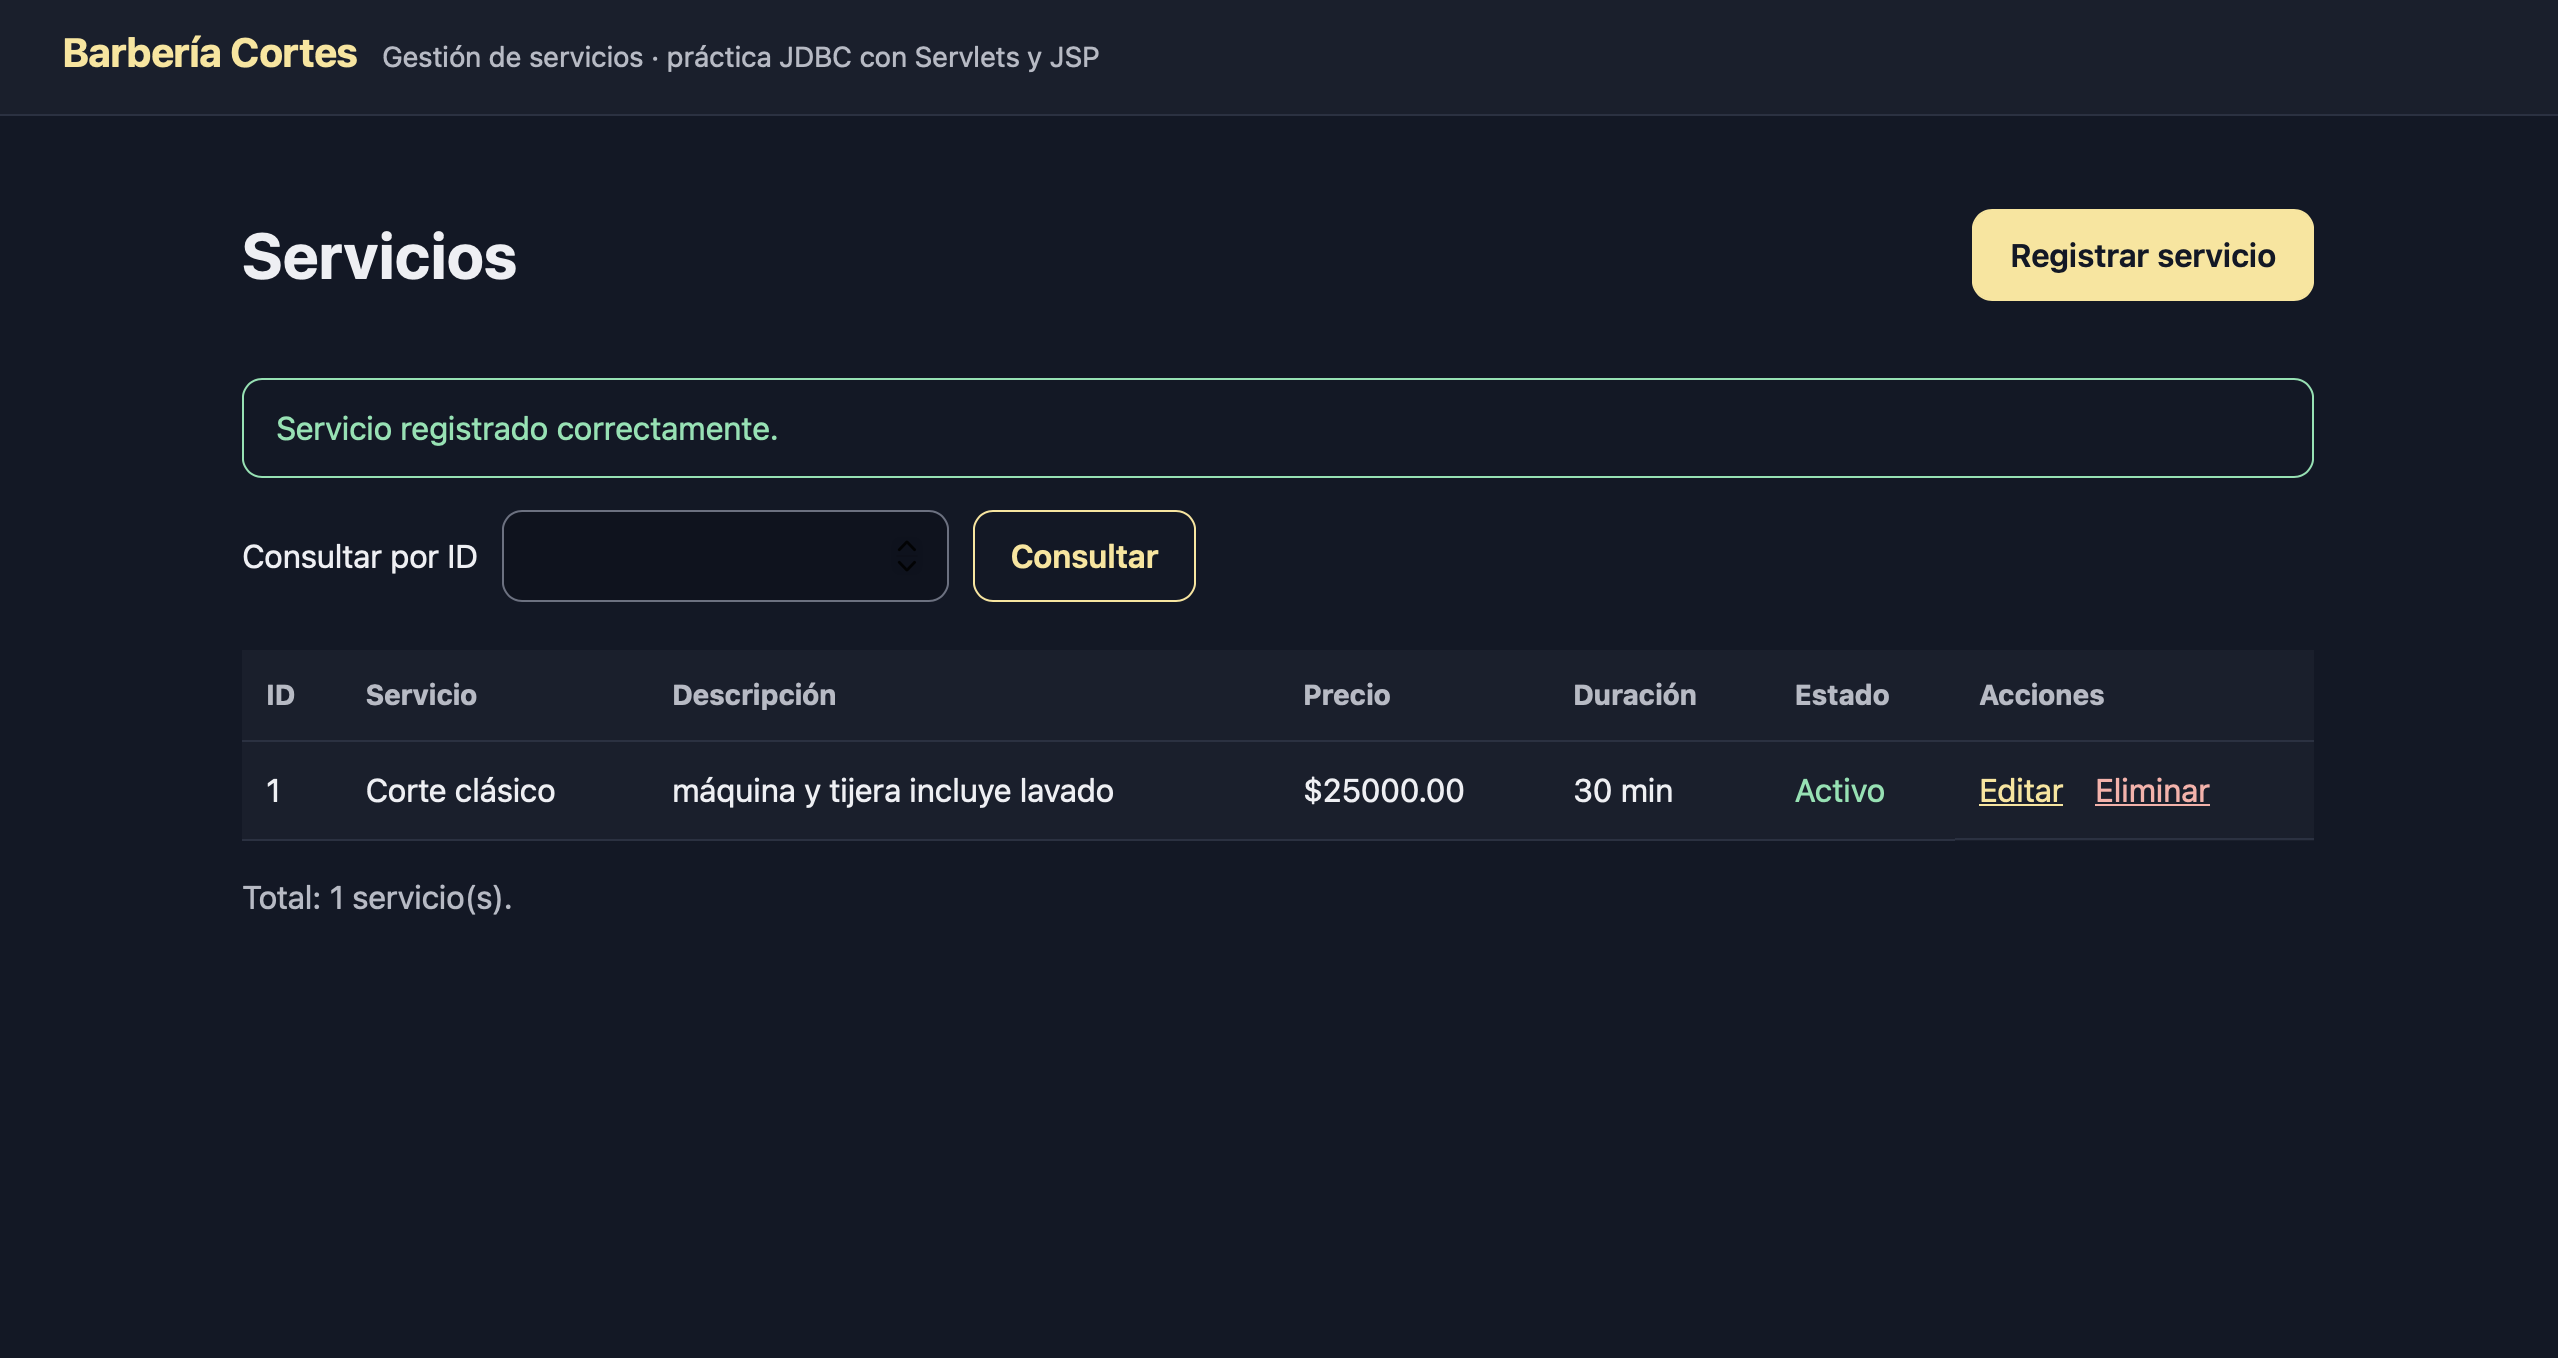 Barbería Cortes Gestión de servicios · práctica JDBC con Servlets y JSP
Servicios
Registrar servicio
Servicio registrado correctamente.
Consultar por ID
Consultar
ID Servicio Descripción Precio Duración Estado Acciones
1 Corte clásico máquina y tijera incluye lavado $25000.00 30 min Activo Editar Eliminar
Total: 1 servicio(s).